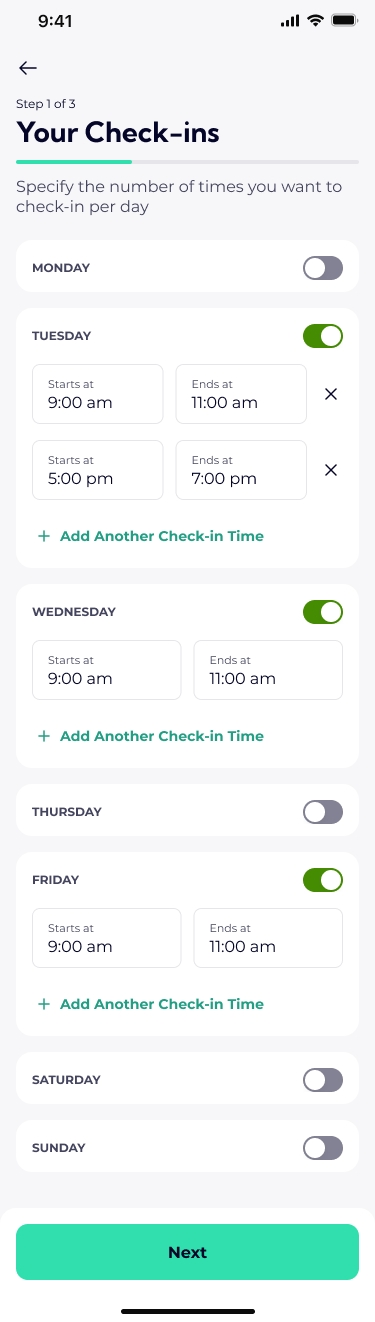 9:41
Step 1 of 3
Your Check-ins
Specify the number of times you want to
check-in per day
MONDAY
TUESDAY
Starts at
9:00 am
Ends at
11:00 am
Starts at
5:00 pm
Ends at
7:00 pm
+ Add Another Check-in Time
WEDNESDAY
Starts at
9:00 am
Ends at
11:00 am
+ Add Another Check-in Time
THURSDAY
FRIDAY
Starts at
9:00 am
Ends at
11:00 am
+ Add Another Check-in Time
SATURDAY
SUNDAY
Next